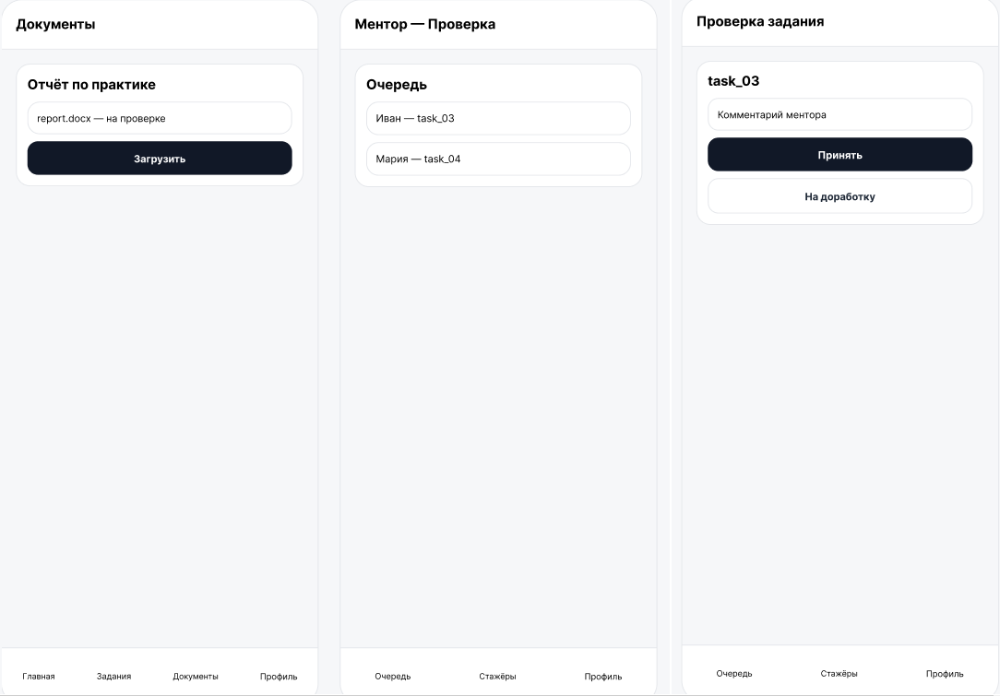 Документы
Отчёт по практике
report.docx — на проверке
Загрузить
Главная Задания Документы Профиль
Ментор — Проверка
Очередь
Иван — task_03
Мария — task_04
Очередь Стажёры Профиль
Проверка задания
task_03
Комментарий ментора
Принять
На доработку
Очередь Стажёры Профиль